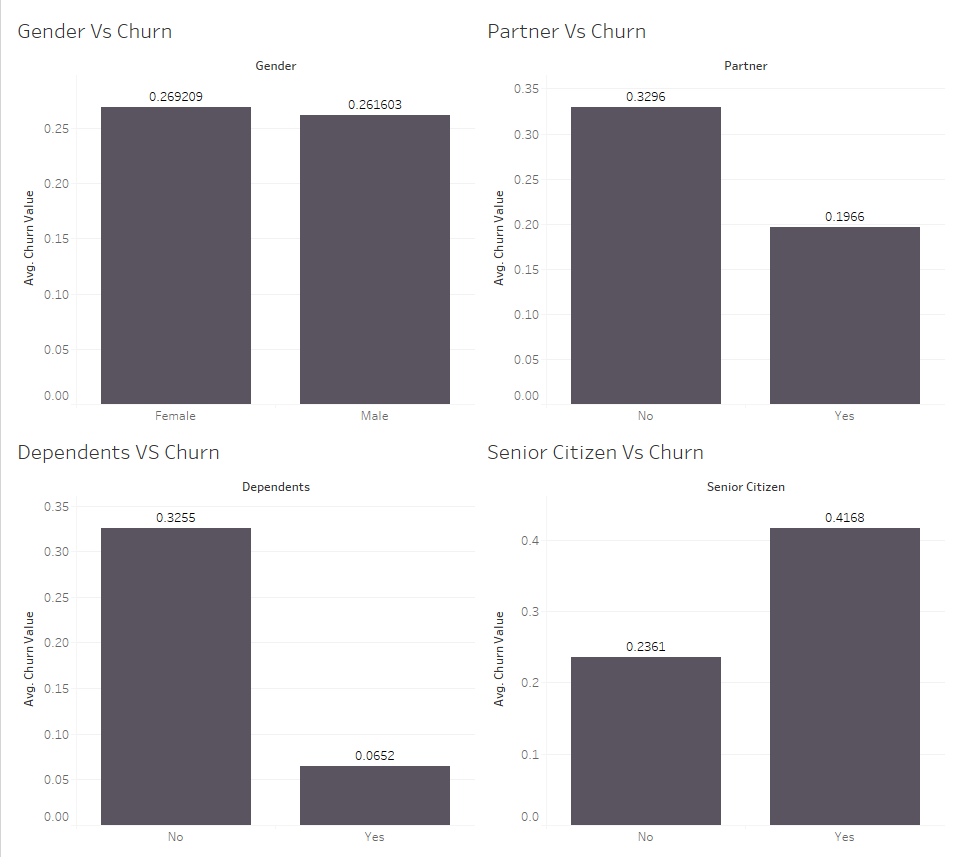 Gender Vs Churn
Gender
Avg. Churn Value
0.25
0.20
0.15
0.10
0.05
0.00
0.269209
0.261603
Female
Male
Partner Vs Churn
Partner
Avg. Churn Value
0.35
0.30
0.25
0.20
0.15
0.10
0.05
0.00
0.3296
0.1966
No
Yes
Dependents VS Churn
Dependents
Avg. Churn Value
0.35
0.30
0.25
0.20
0.15
0.10
0.05
0.00
0.3255
0.0652
No
Yes
Senior Citizen Vs Churn
Senior Citizen
Avg. Churn Value
0.4
0.3
0.2
0.1
0.0
0.2361
0.4168
No
Yes